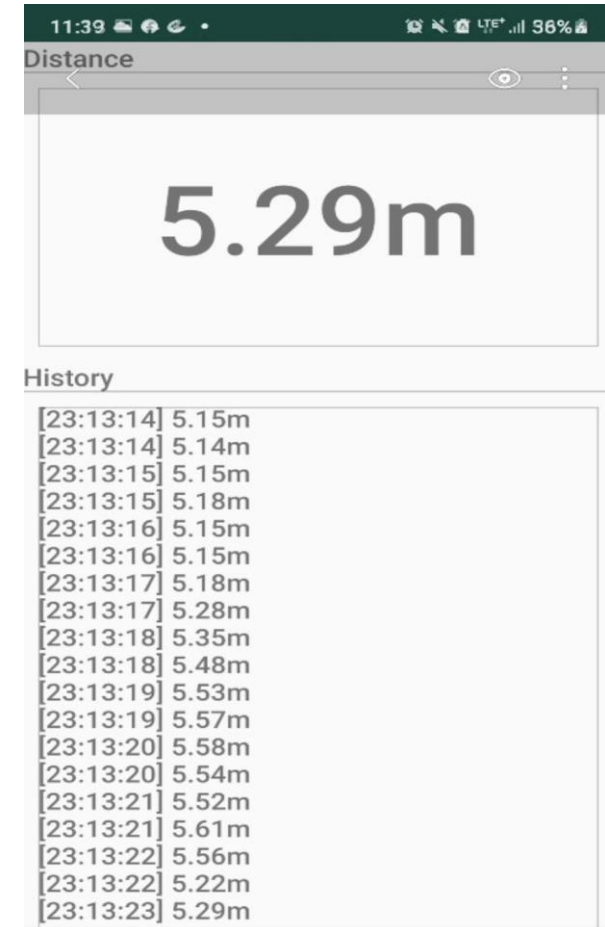 11:39 LTE+ 36%
Distance
5.29m
History
[23:13:14] 5.15m
[23:13:14] 5.14m
[23:13:15] 5.15m
[23:13:15] 5.18m
[23:13:16] 5.15m
[23:13:16] 5.15m
[23:13:17] 5.18m
[23:13:17] 5.28m
[23:13:18] 5.35m
[23:13:18] 5.48m
[23:13:19] 5.53m
[23:13:19] 5.57m
[23:13:20] 5.58m
[23:13:20] 5.54m
[23:13:21] 5.52m
[23:13:21] 5.61m
[23:13:22] 5.56m
[23:13:22] 5.22m
[23:13:23] 5.29m